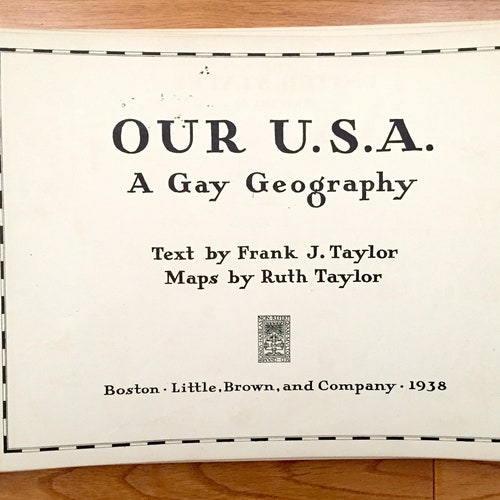 OUR U.S.A.
A Gay Geography
Text by Frank J. Taylor
Maps by Ruth Taylor
Boston · Little, Brown, and Company · 1938